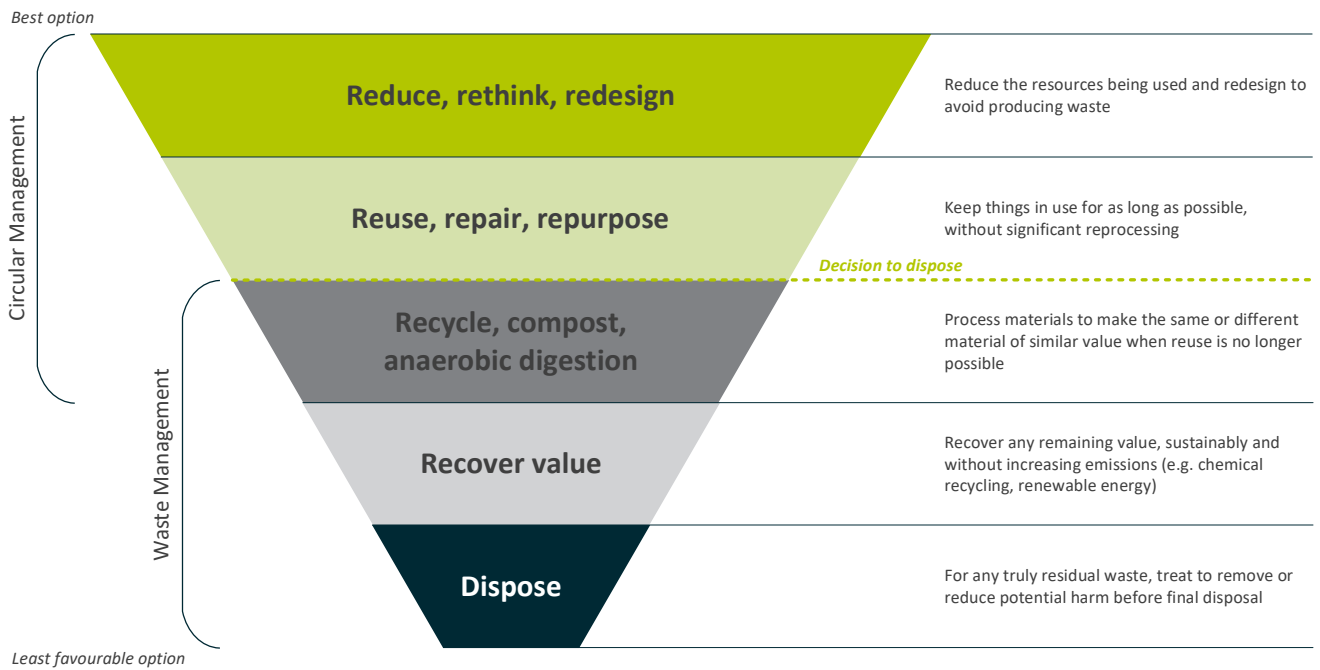 Best option
Circular Management
Reduce, rethink, redesign
Reduce the resources being used and redesign to
avoid producing waste
Reuse, repair, repurpose
Keep things in use for as long as possible,
without significant reprocessing
Decision to dispose
Waste Management
Recycle, compost,
anaerobic digestion
Process materials to make the same or different
material of similar value when reuse is no longer
possible
Recover value
Recover any remaining value, sustainably and
without increasing emissions (e.g. chemical
recycling, renewable energy)
Dispose
For any truly residual waste, treat to remove or
reduce potential harm before final disposal
Least favourable option